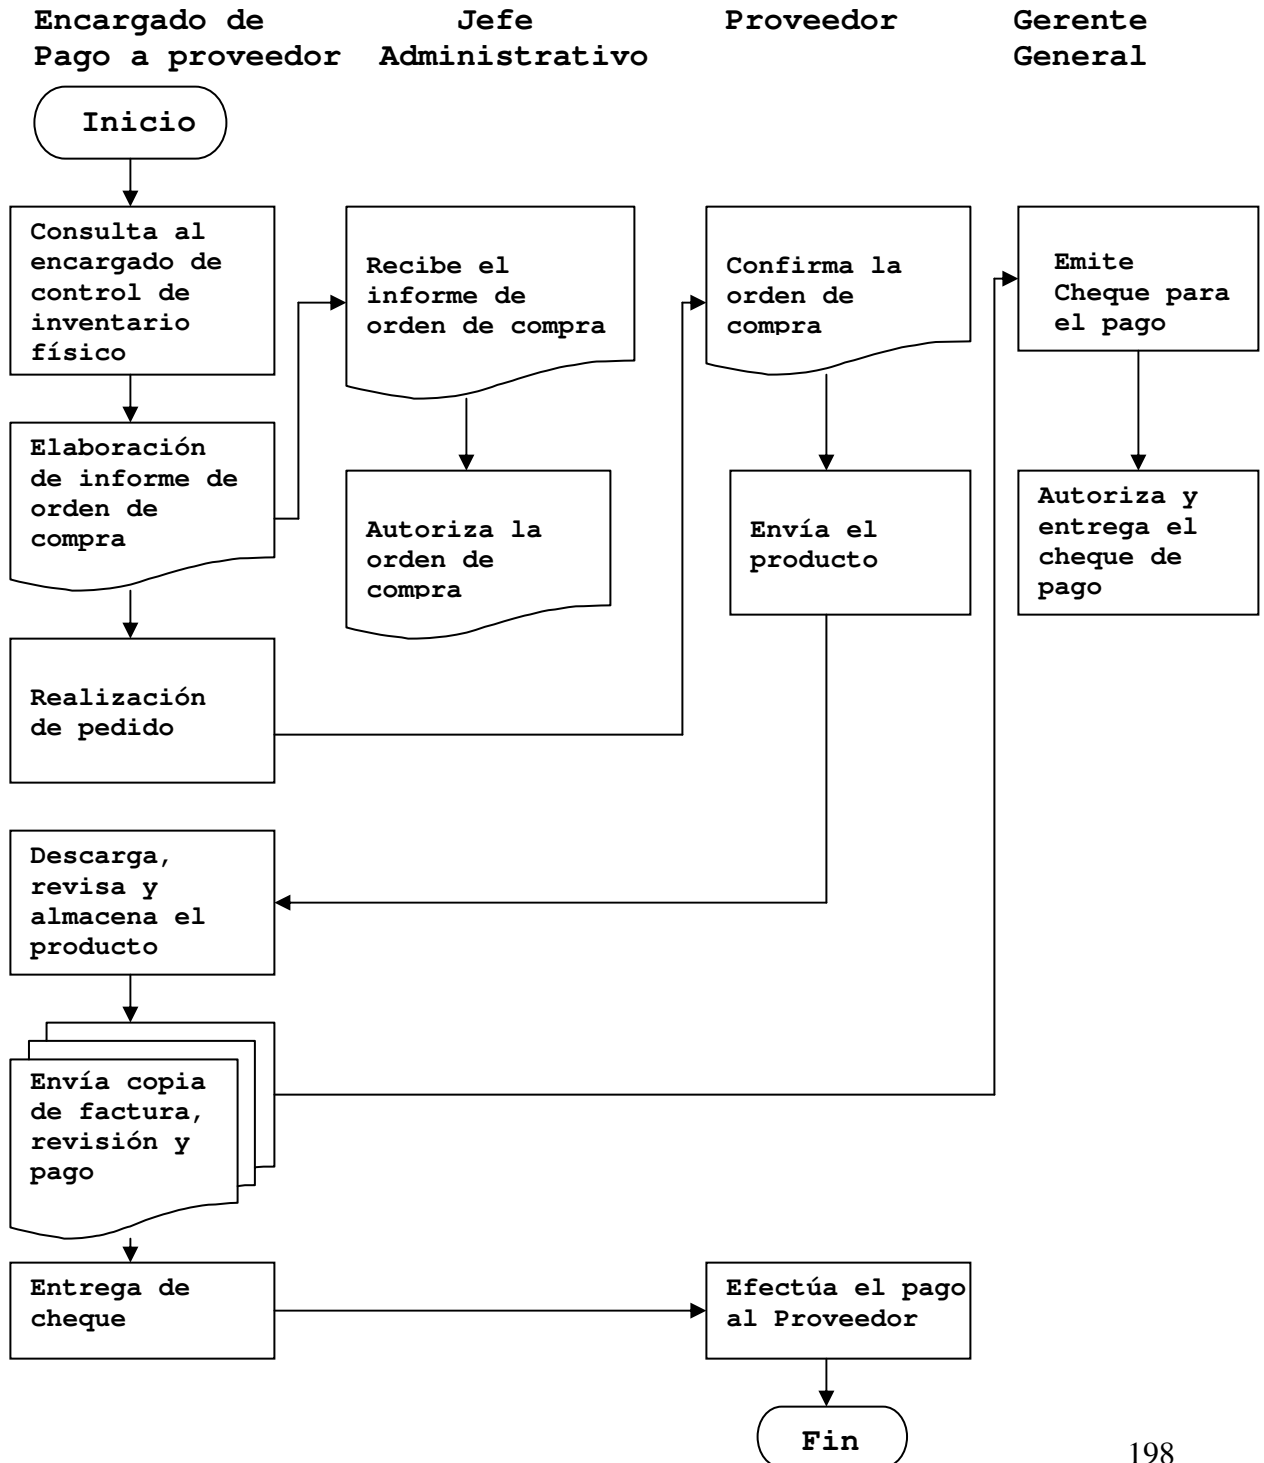 Encargado de
Pago a proveedor
Jefe
Administrativo
Proveedor
Gerente
General
Inicio
Consulta al
encargado de
control de
inventario
físico
Recibe el
informe de
orden de compra
Confirma la
orden de
compra
Emite
Cheque para
el pago
Elaboración
de informe de
orden de
compra
Autoriza la
orden de
compra
Envía el
producto
Autoriza y
entrega el
cheque de
pago
Realización
de pedido
Descarga,
revisa y
almacena el
producto
Envía copia
de factura,
revisión y
pago
Entrega de
cheque
Efectúa el pago
al Proveedor
Fin
198